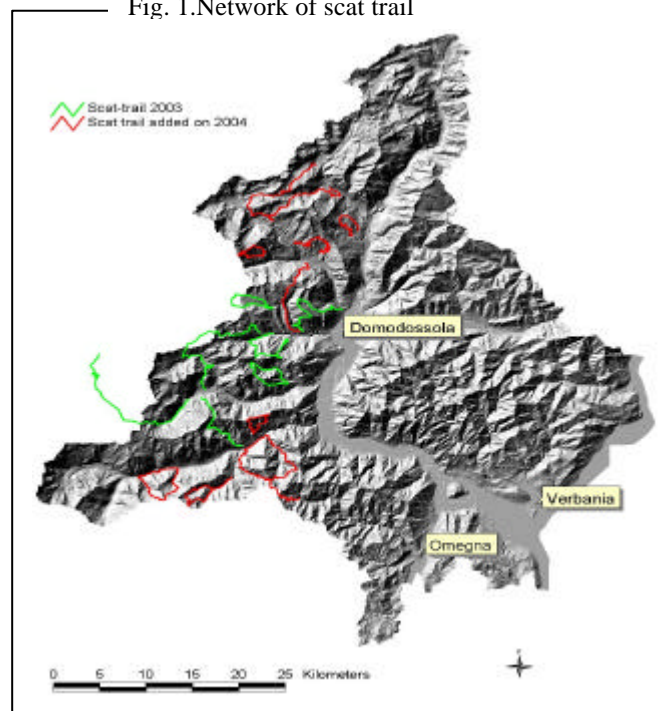 Fig. 1.Network of scat trail
Scat-trail 2003
Scat trail added on 2004
Domodossola
Verbania
Omegna
0 5 10 15 20 25 Kilometers